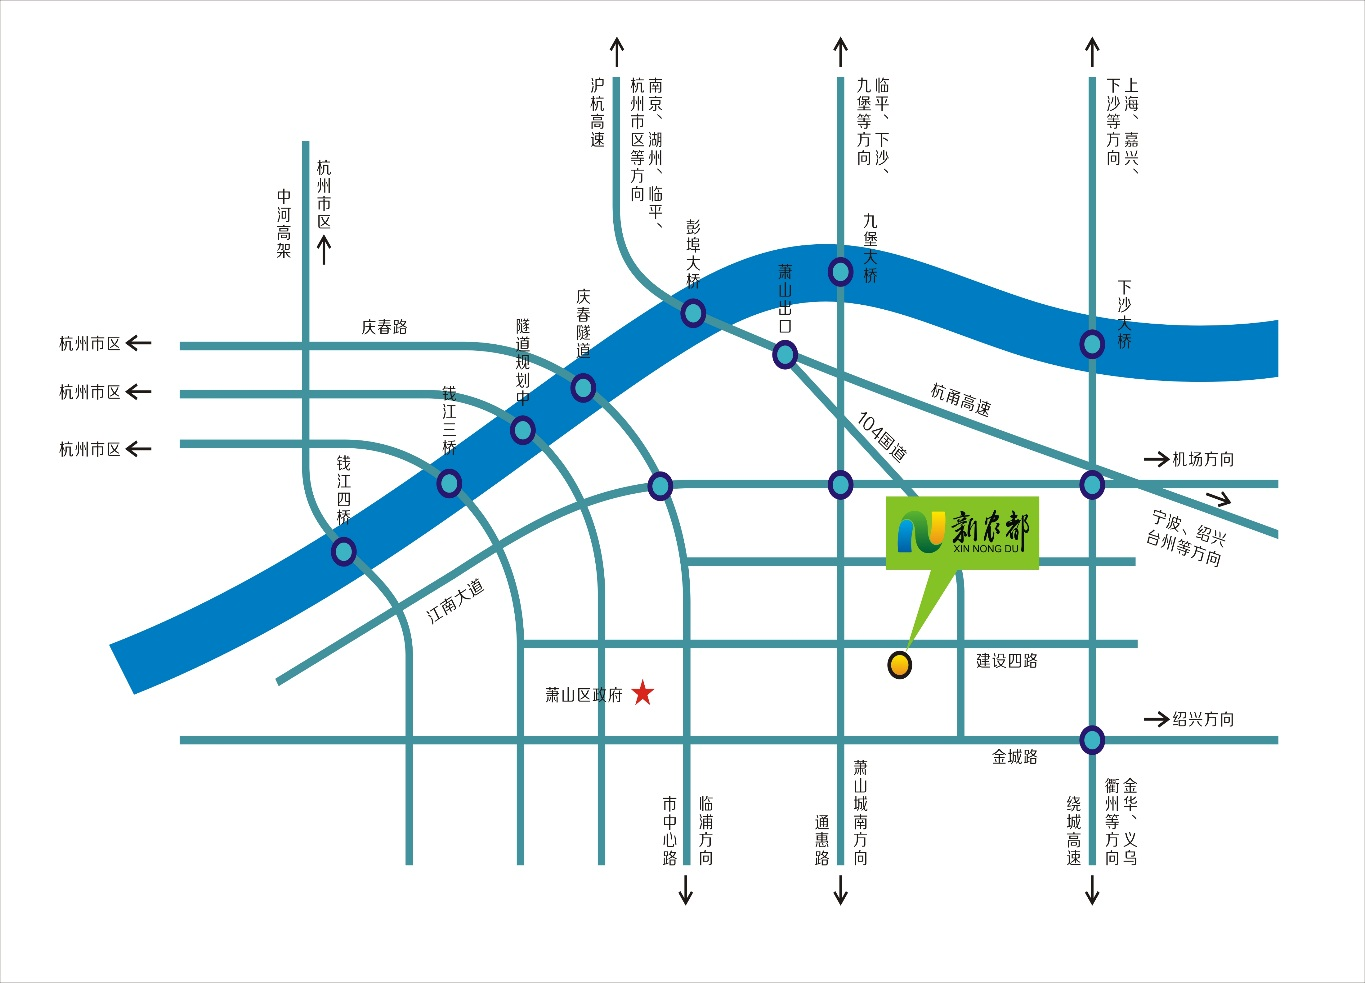 沪杭高速
南京、湖州、临平、
杭州市区等方向
临平、下沙、
九堡等方向
上海、嘉兴、
下沙等方向
中河高架
杭州市区
彭埠大桥
萧山出口
九堡大桥
下沙大桥
庆春隧道
隧道规划中
庆春路
杭州市区
杭州市区
杭州市区
钱江三桥
钱江四桥
杭甬高速
104国道
机场方向
宁波、绍兴
台州等方向
新农都
XIN NONG DU
江南大道
建设四路
萧山区政府
绍兴方向
金城路
市中心路
临浦方向
通惠路
萧山城南方向
绕城高速
金华、义乌
衢州等方向